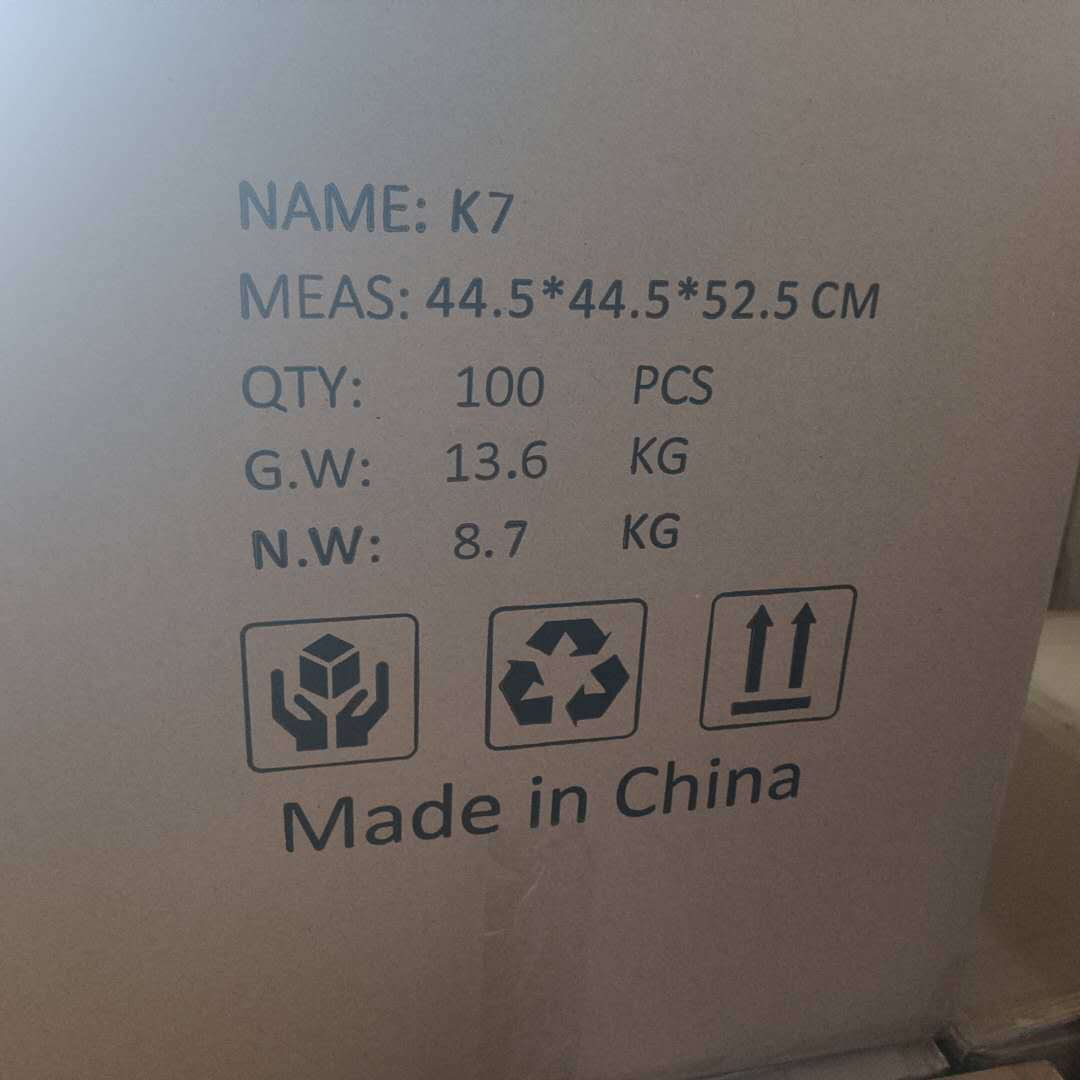 NAME: K7
MEAS: 44.5*44.5*52.5 CM
QTY: 100 PCS
G.W: 13.6 KG
N.W: 8.7 KG
Made in China